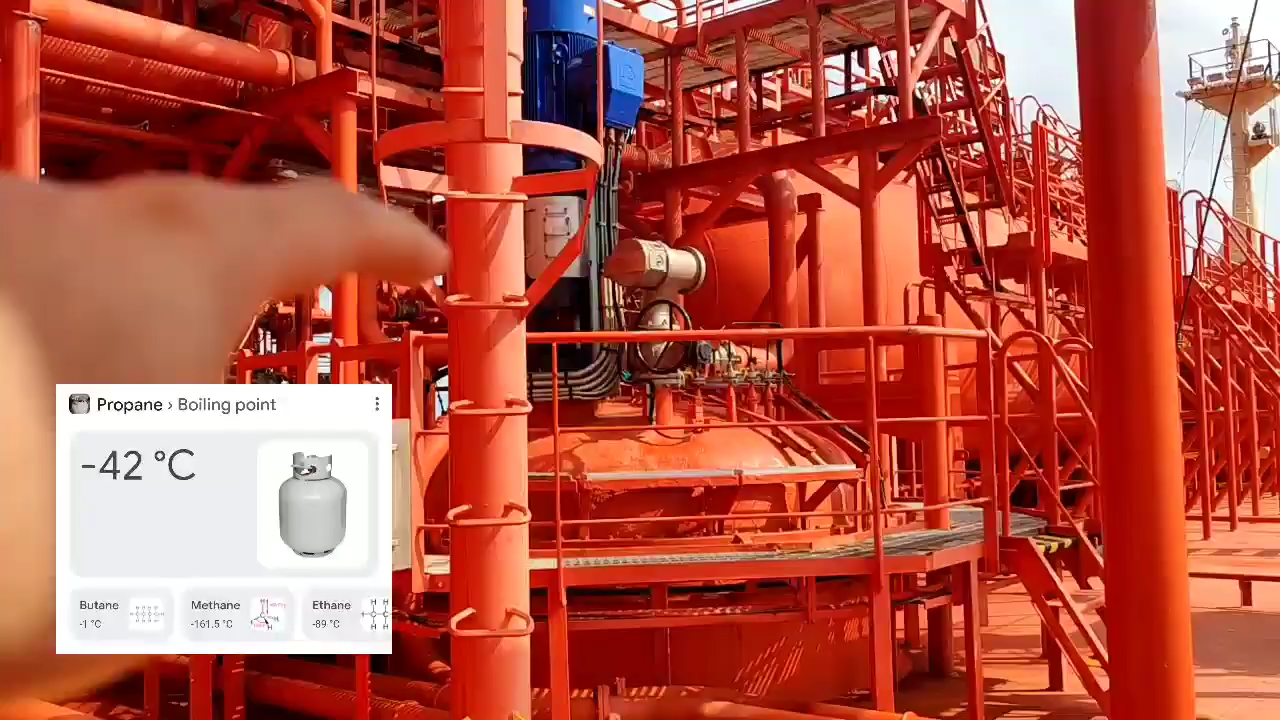 Propane › Boiling point
-42 °C
Butane
-1 °C
Methane
-161.5 °C
Ethane
-89 °C